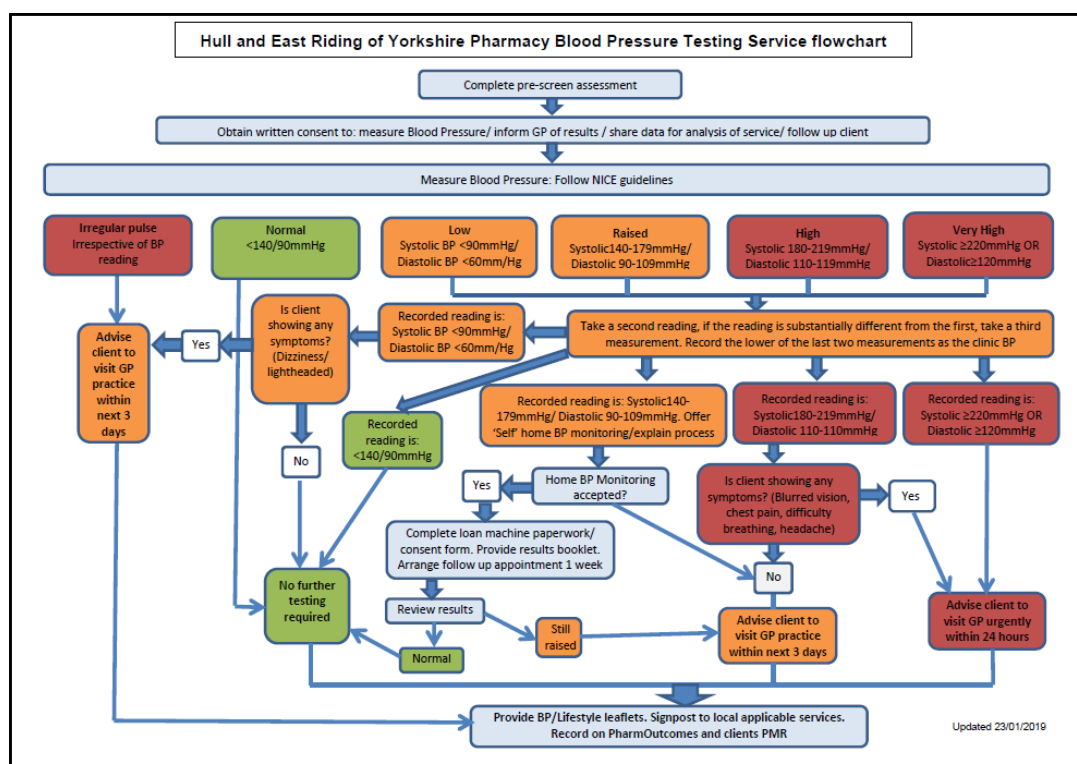 Hull and East Riding of Yorkshire Pharmacy Blood Pressure Testing Service flowchart
Complete pre-screen assessment
Obtain written consent to: measure Blood Pressure/ inform GP of results / share data for analysis of service/ follow up client
Measure Blood Pressure: Follow NICE guidelines
Irregular pulse
Irrespective of BP
reading
Normal
<140/90mmHg
Low
Systolic BP <90mmHg/
Diastolic BP <60mm/Hg
Raised
Systolic140-179mmHg/
Diastolic 90-109mmHg
High
Systolic 180-219mmHg/
Diastolic 110-119mmHg
Very High
Systolic ≥220mmHg OR
Diastolic≥120mmHg
Advise
client to
visit GP
practice
within
next 3
days
Yes
Is client
showing any
symptoms?
(Dizziness/
lightheaded)
Recorded reading is:
Systolic BP <90mmHg/
Diastolic BP <60mm/Hg
Take a second reading, if the reading is substantially different from the first, take a third
measurement. Record the lower of the last two measurements as the clinic BP
No
Recorded
reading is:
<140/90mmHg
Recorded reading is: Systolic140-
179mmHg/ Diastolic 90-109mmHg. Offer
‘Self’ home BP monitoring/explain process
Recorded reading is:
Systolic180-219mmHg/
Diastolic 110-110mmHg
Recorded reading is:
Systolic ≥220mmHg OR
Diastolic ≥120mmHg
Yes
Home BP Monitoring
accepted?
Is client showing any
symptoms? (Blurred vision,
chest pain, difficulty
breathing, headache)
Yes
Complete loan machine paperwork/
consent form. Provide results booklet.
Arrange follow up appointment 1 week
No
No further
testing
required
Review results
Normal
Still
raised
Advise client to
visit GP practice
within next 3 days
Advise client to
visit GP urgently
within 24 hours
Provide BP/Lifestyle leaflets. Signpost to local applicable services.
Record on PharmOutcomes and clients PMR
Updated 23/01/2019